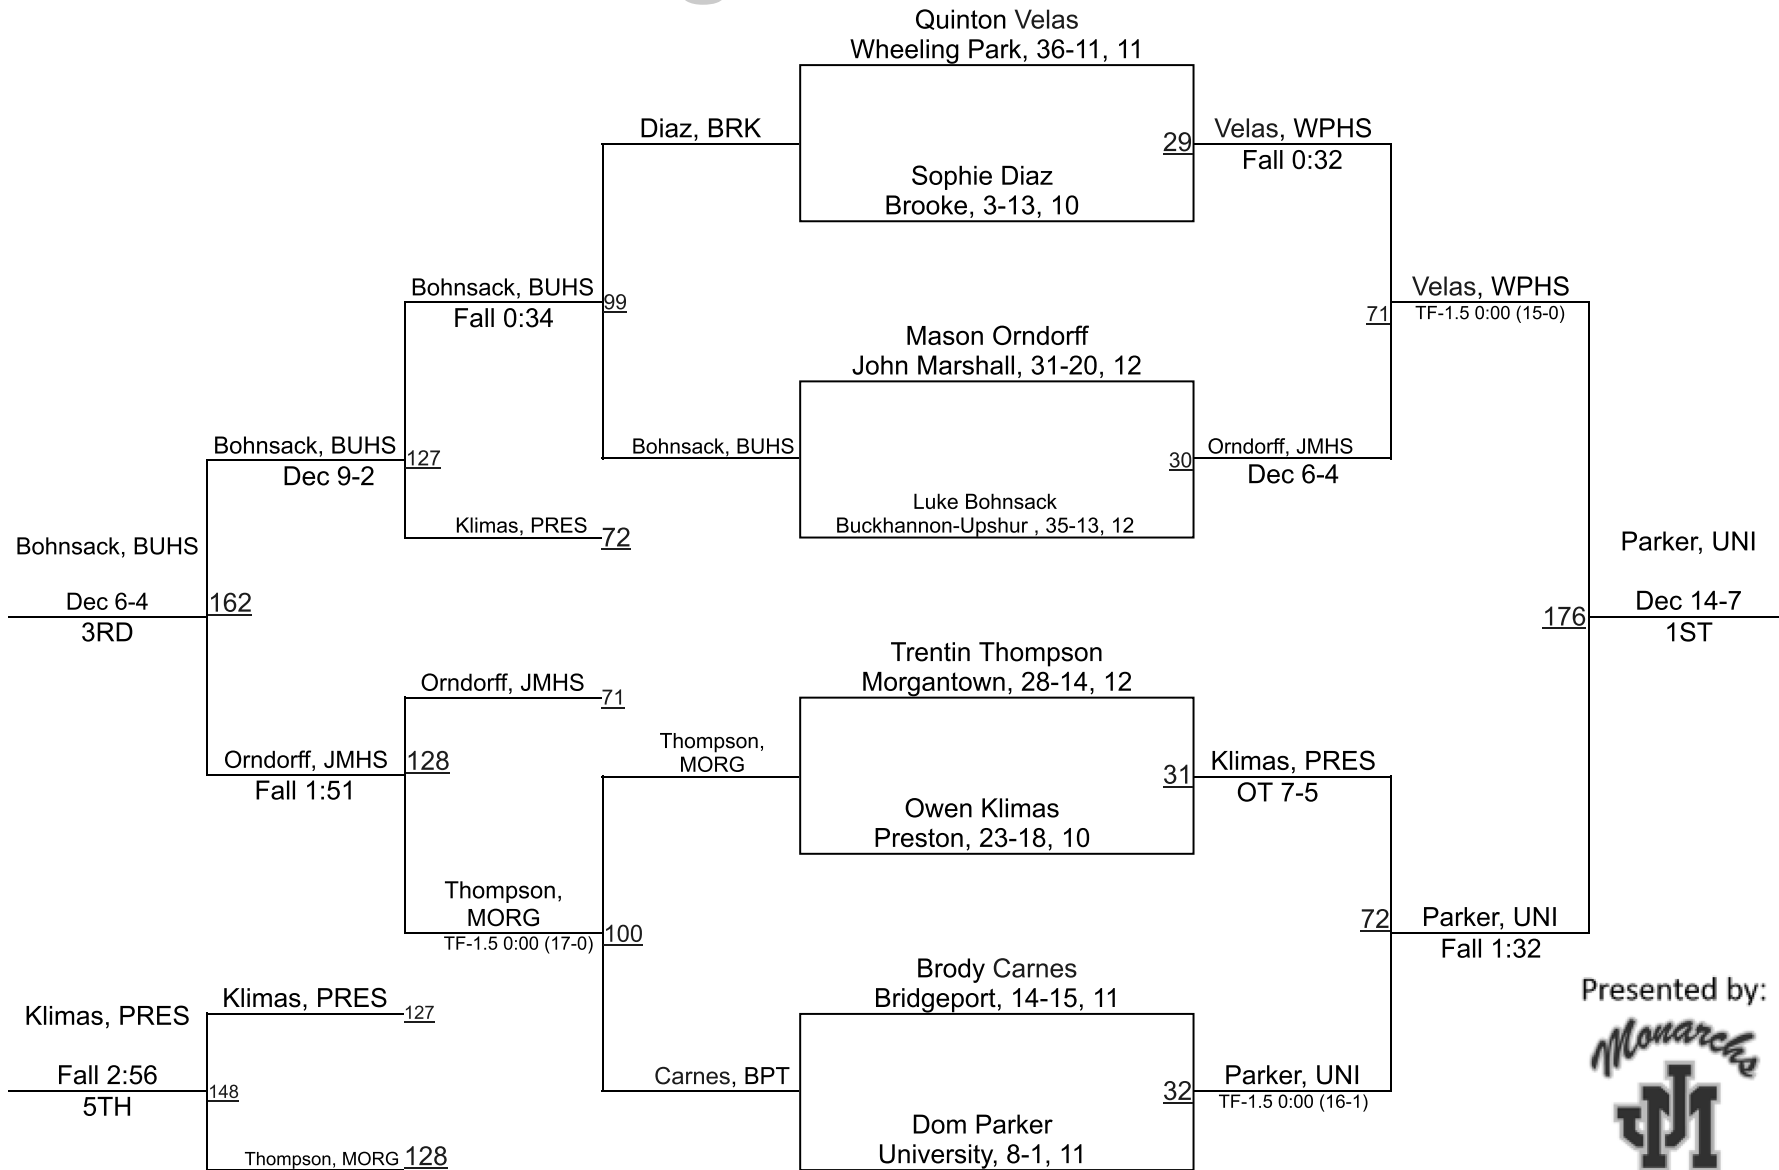 Quinton Velas
Wheeling Park, 36-11, 11
Diaz, BRK
29
Velas, WPHS
Fall 0:32
Sophie Diaz
Brooke, 3-13, 10
Bohnsack, BUHS
Fall 0:34
99
Velas, WPHS
TF-1.5 0:00 (15-0)
71
Mason Orndorff
John Marshall, 31-20, 12
Bohnsack, BUHS
Dec 9-2
127
Bohnsack, BUHS
30
Orndorff, JMHS
Dec 6-4
Luke Bohnsack
Buckhannon-Upshur , 35-13, 12
Klimas, PRES
72
Bohnsack, BUHS
Dec 6-4
3RD
162
Parker, UNI
Dec 14-7
1ST
176
Trentin Thompson
Morgantown, 28-14, 12
Orndorff, JMHS
71
Orndorff, JMHS
Fall 1:51
128
Thompson,
MORG
31
Klimas, PRES
OT 7-5
Owen Klimas
Preston, 23-18, 10
Thompson,
MORG
TF-1.5 0:00 (17-0)
100
72
Parker, UNI
Fall 1:32
Brody Carnes
Bridgeport, 14-15, 11
Klimas, PRES
127
Klimas, PRES
Fall 2:56
5TH
148
Carnes, BPT
32
Parker, UNI
TF-1.5 0:00 (16-1)
Dom Parker
University, 8-1, 11
Thompson, MORG
128
Presented by:
Monarchs
JM